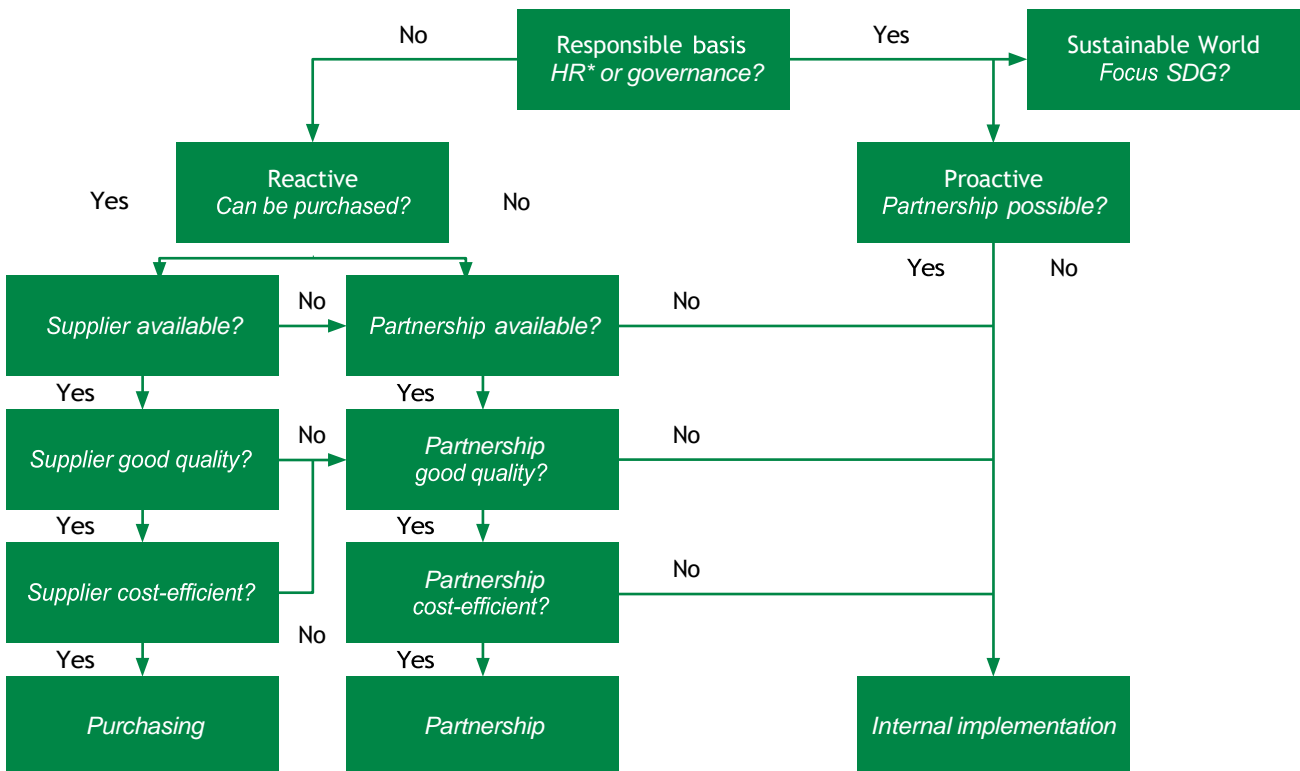 No
Responsible basis
HR* or governance?
Yes
Sustainable World
Focus SDG?
Yes
Reactive
Can be purchased?
No
Proactive
Partnership possible?
Yes
No
Supplier available?
No
Partnership available?
No
Yes
Yes
Supplier good quality?
No
Partnership
good quality?
No
Yes
Yes
Supplier cost-efficient?
No
Partnership
cost-efficient?
No
Yes
Yes
Purchasing
Partnership
Internal implementation